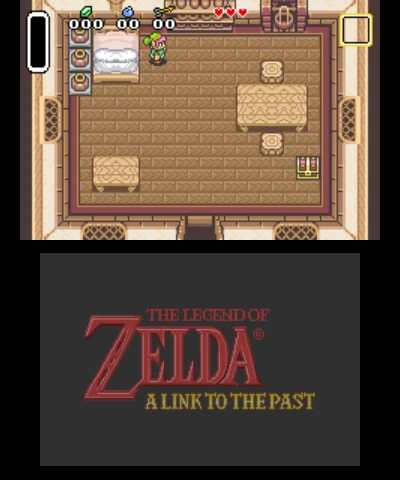 000 00 00
THE LEGEND OF
ZELDA®
A LINK TO THE PAST